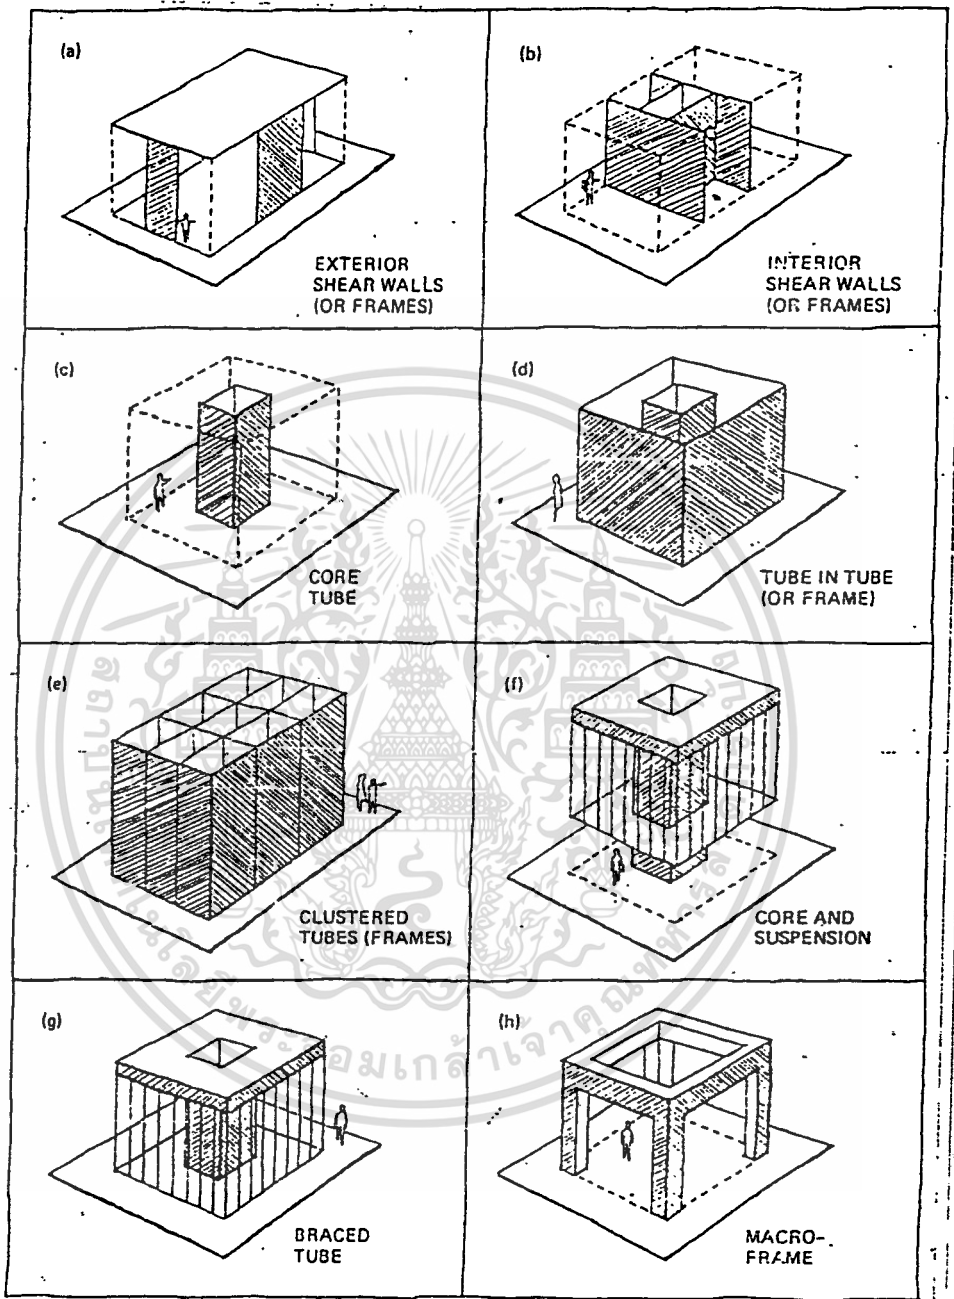 (a)
EXTERIOR
SHEAR WALLS
(OR FRAMES)
(b)
INTERIOR
SHEAR WALLS
(OR FRAMES)
(c)
CORE
TUBE
(d)
TUBE IN TUBE
(OR FRAME)
(e)
CLUSTERED
TUBES (FRAMES)
(f)
CORE AND
SUSPENSION
(g)
BRACED
TUBE
(h)
MACRO-
FRAME